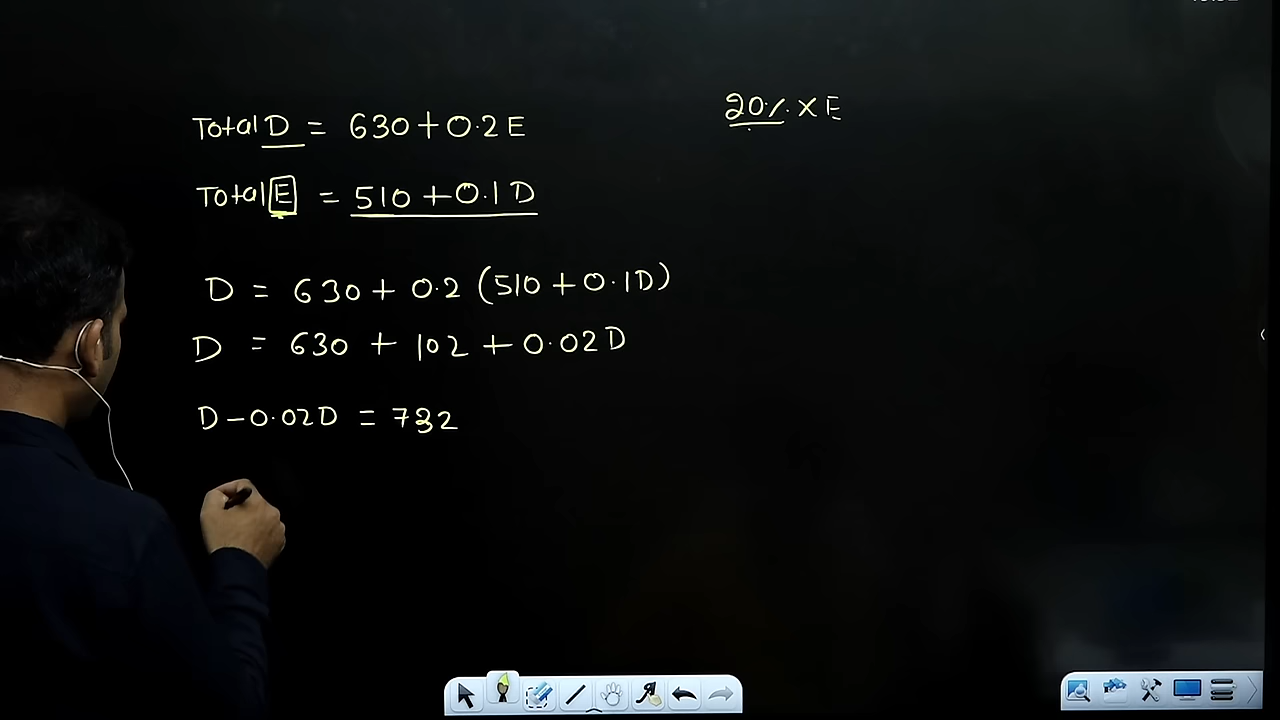 Total D = 630 + 0.2 E
20% X E
Total E = 510 + 0.1 D
D = 630 + 0.2 (510 + 0.1D)
D = 630 + 102 + 0.02D
D - 0.02D = 732